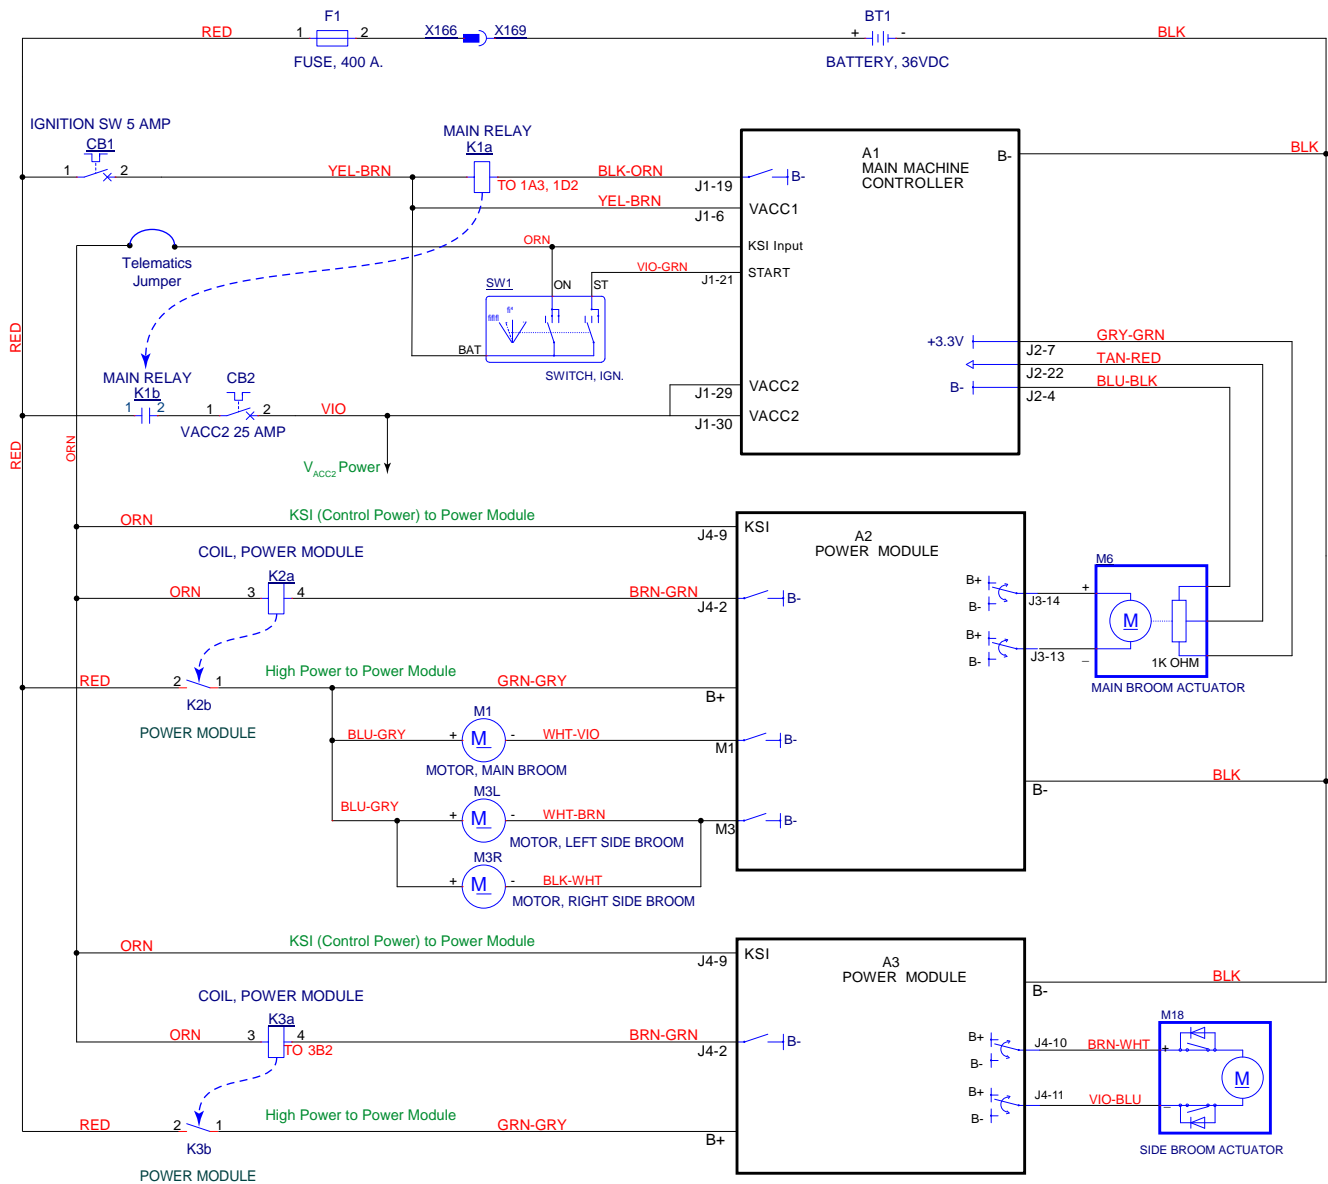 F1
BT1
RED
1
2
X166
X169
+
-
BLK
FUSE, 400 A.
BATTERY, 36VDC
IGNITION SW 5 AMP
CB1
1
2
YEL-BRN
MAIN RELAY
K1a
BLK-ORN
TO 1A3, 1D2
J1-19
B-
A1
MAIN MACHINE
CONTROLLER
B-
BLK
YEL-BRN
J1-6
VACC1
ORN
KSI Input
Telematics
Jumper
VIO-GRN
J1-21
START
SW1
ON
ST
BAT
SWITCH, IGN.
RED
+3.3V
J2-7
GRY-GRN
J2-22
TAN-RED
B-
J2-4
BLU-BLK
MAIN RELAY
K1b
1
2
CB2
1
2
VIO
VACC2 25 AMP
J1-29
VACC2
J1-30
VACC2
RED
ORN
VACC2 Power
ORN
KSI (Control Power) to Power Module
J4-9
KSI
A2
POWER MODULE
COIL, POWER MODULE
K2a
ORN
3
4
BRN-GRN
J4-2
B-
B+
B-
J3-14
B+
B-
J3-13
M6
+
M
_
1K OHM
MAIN BROOM ACTUATOR
RED
2
1
K2b
POWER MODULE
High Power to Power Module
GRN-GRY
B+
BLU-GRY
M1
+
M
-
WHT-VIO
M1
B-
MOTOR, MAIN BROOM
BLU-GRY
M3L
+
M
-
WHT-BRN
M3
B-
MOTOR, LEFT SIDE BROOM
M3R
+
M
-
BLK-WHT
MOTOR, RIGHT SIDE BROOM
B-
BLK
ORN
KSI (Control Power) to Power Module
J4-9
KSI
A3
POWER MODULE
B-
BLK
COIL, POWER MODULE
K3a
ORN
3
4
TO 3B2
BRN-GRN
J4-2
B-
B+
B-
J4-10
BRN-WHT
B+
B-
J4-11
VIO-BLU
M18
+
M
_
SIDE BROOM ACTUATOR
RED
2
1
K3b
POWER MODULE
High Power to Power Module
GRN-GRY
B+